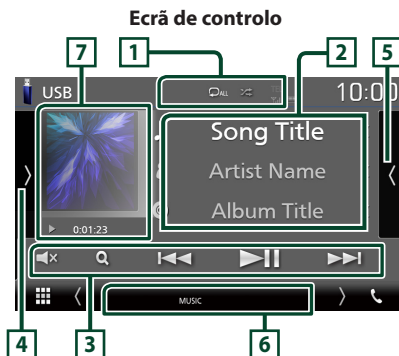 Ecrã de controlo
7 1 2 5
USB ALL 10:00
Song Title
Artist Name
Album Title
0:01:23
MUSIC
4 3 6